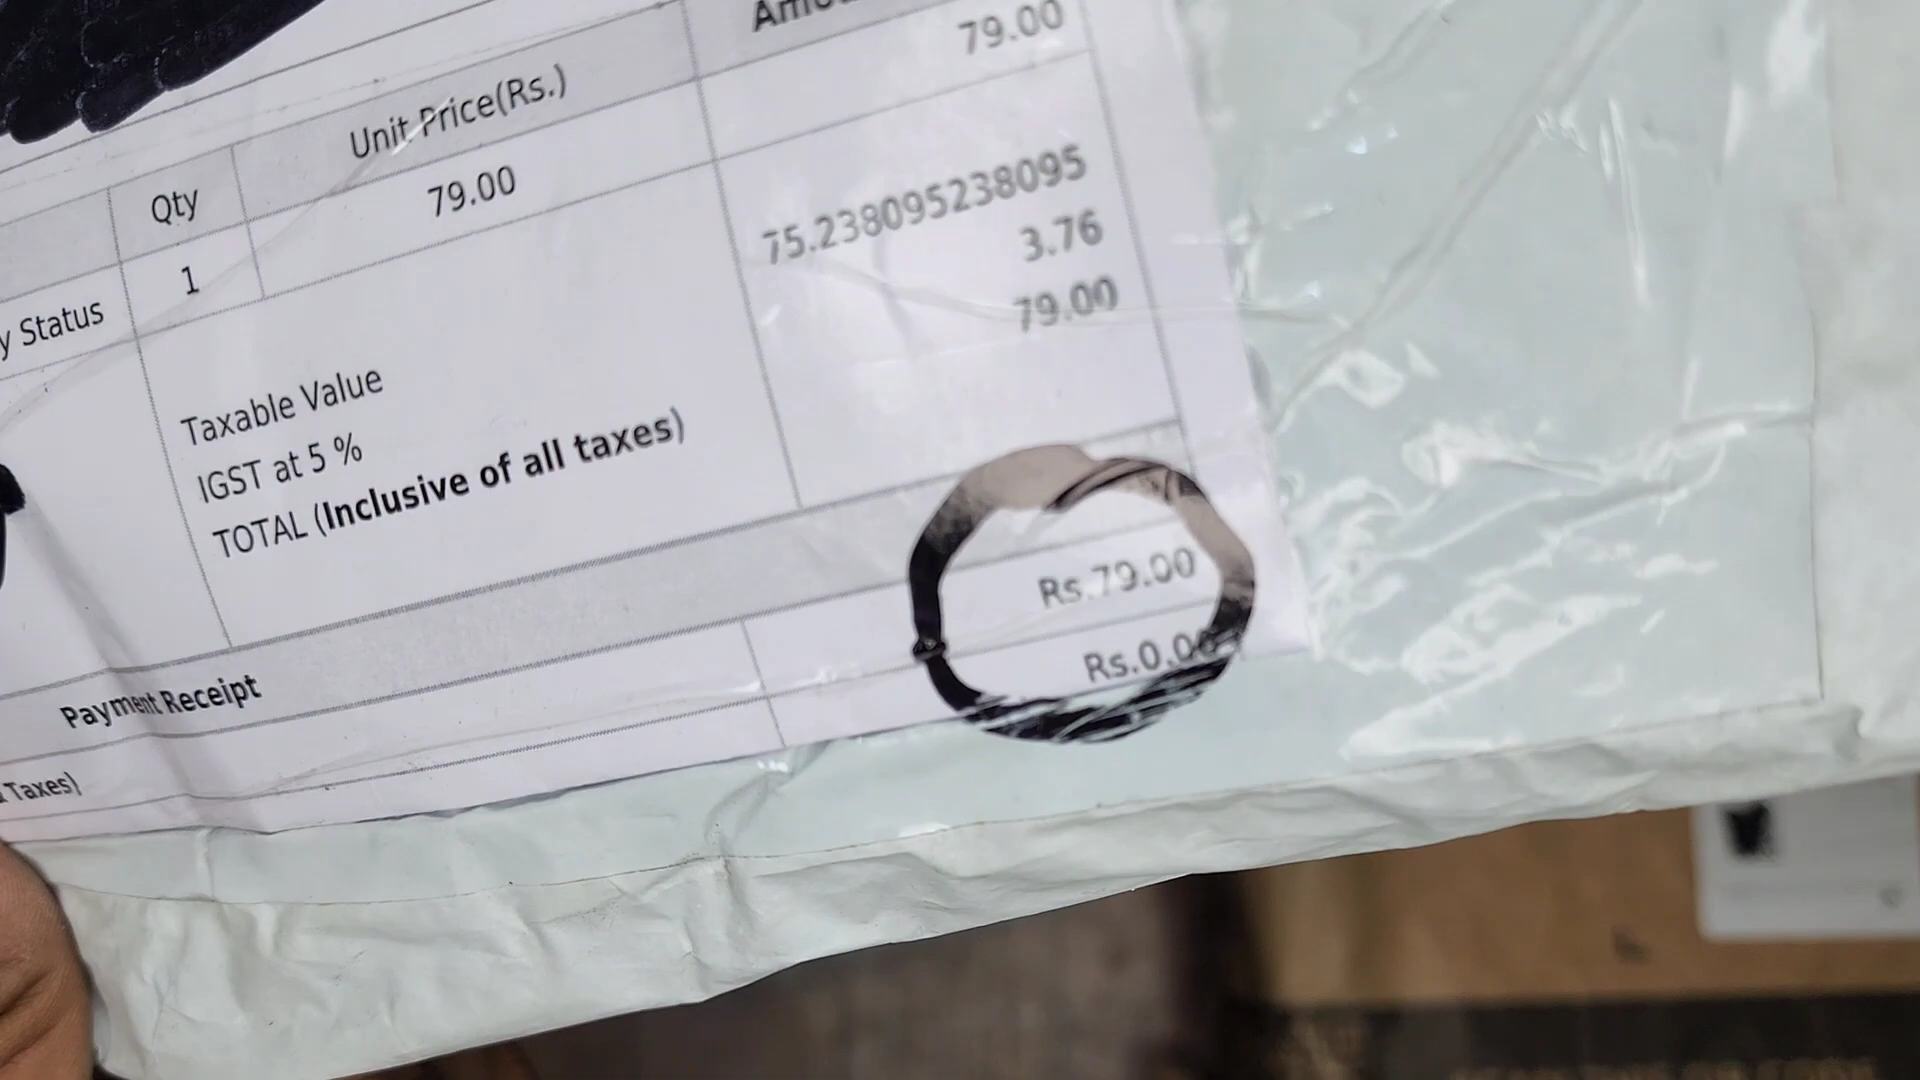 Unit Price(Rs.)
79.00
Qty
79.00
1
75.238095238095
y Status
3.76
79.00
Taxable Value
IGST at 5 %
TOTAL (Inclusive of all taxes)
Rs.79.00
Rs.0.00
Payment Receipt
Taxes)